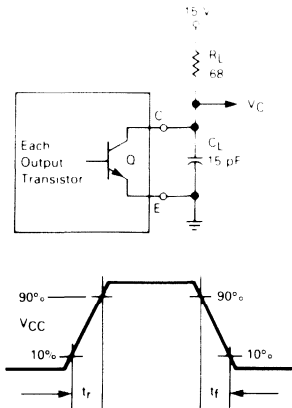 15 V
RL
68
VC
C
Each
Output
Transistor
Q
CL
15 pF
E
90%
90%
VCC
10%
10%
tr
tf